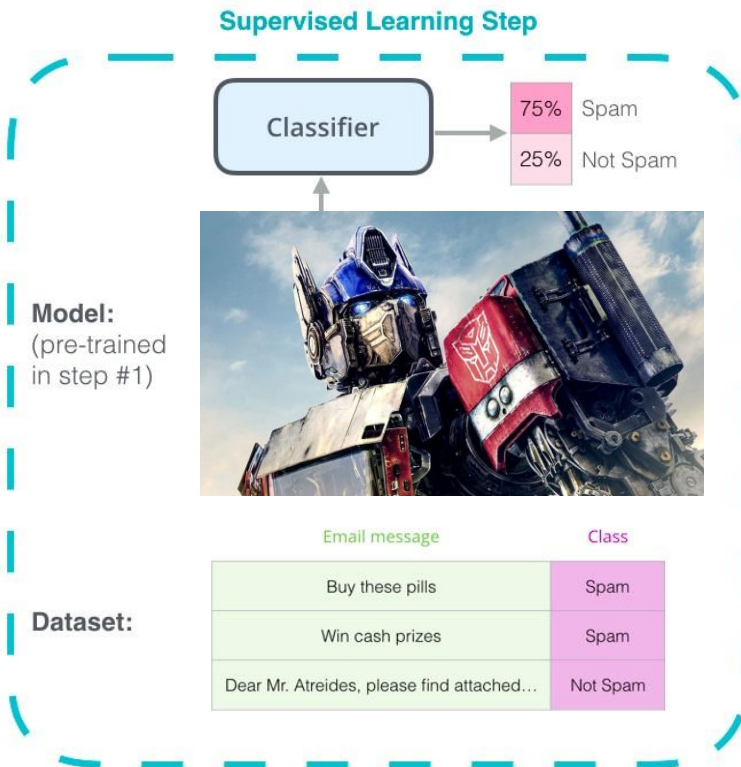 Supervised Learning Step
Classifier
75% Spam
25% Not Spam
Model:
(pre-trained
in step #1)
Email message Class
Buy these pills Spam
Win cash prizes Spam
Dataset:
Dear Mr. Atreides, please find attached... Not Spam